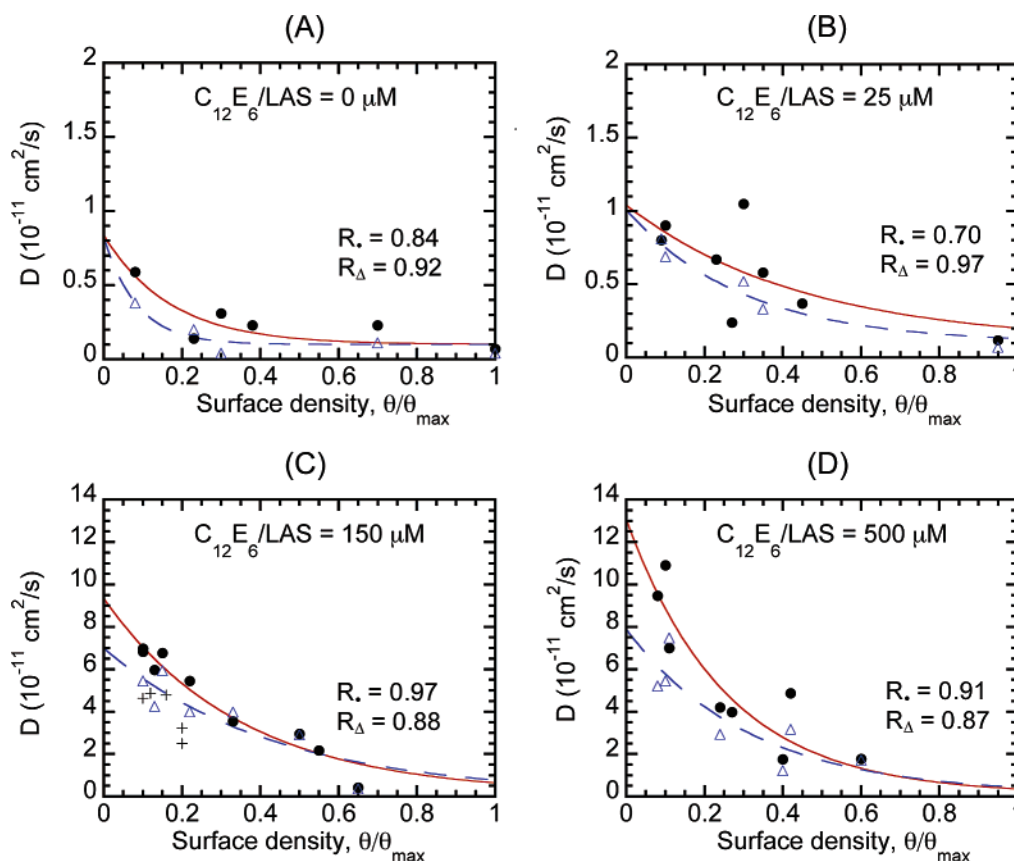 (A)
C₁₂E₆/LAS = 0 μM
2
1.5
1
0.5
0
D (10⁻¹¹ cm²/s)
R• = 0.84
RΔ = 0.92
0 0.2 0.4 0.6 0.8 1
Surface density, θ/θmax
(B)
C₁₂E₆/LAS = 25 μM
2
1.5
1
0.5
0
D (10⁻¹¹ cm²/s)
R• = 0.70
RΔ = 0.97
0 0.2 0.4 0.6 0.8 1
Surface density, θ/θmax
(C)
C₁₂E₆/LAS = 150 μM
14
12
10
8
6
4
2
0
D (10⁻¹¹ cm²/s)
R• = 0.97
RΔ = 0.88
0 0.2 0.4 0.6 0.8 1
Surface density, θ/θmax
(D)
C₁₂E₆/LAS = 500 μM
14
12
10
8
6
4
2
0
D (10⁻¹¹ cm²/s)
R• = 0.91
RΔ = 0.87
0 0.2 0.4 0.6 0.8 1
Surface density, θ/θmax